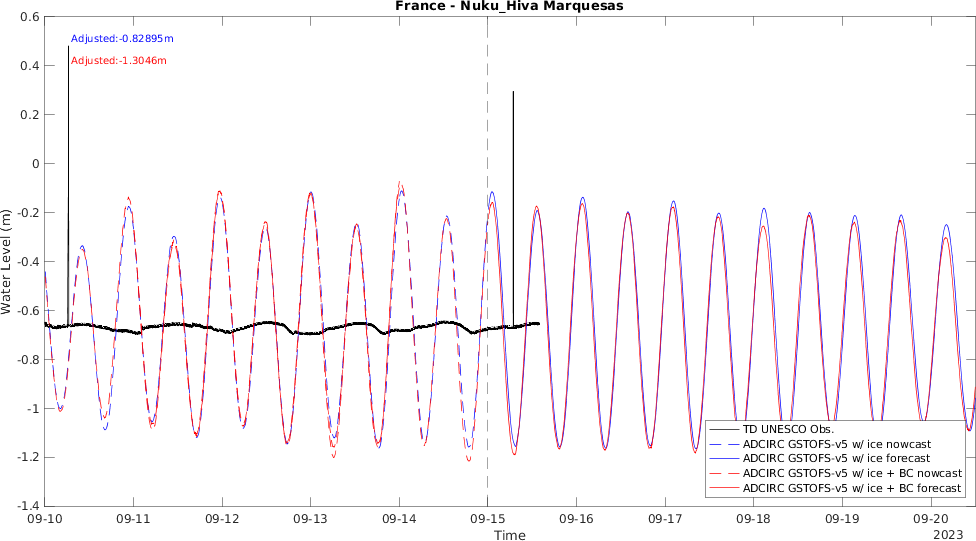 France - Nuku_Hiva Marquesas
0.6
Adjusted:-0.82895m
Adjusted:-1.3046m
0.4
0.2
0
-0.2
-0.4
-0.6
-0.8
-1
-1.2
-1.4
Water Level (m)
TD UNESCO Obs.
ADCIRC GSTOFS-v5 w/ ice nowcast
ADCIRC GSTOFS-v5 w/ ice forecast
ADCIRC GSTOFS-v5 w/ ice + BC nowcast
ADCIRC GSTOFS-v5 w/ ice + BC forecast
09-10 09-11 09-12 09-13 09-14 09-15 09-16 09-17 09-18 09-19 09-20
Time
2023